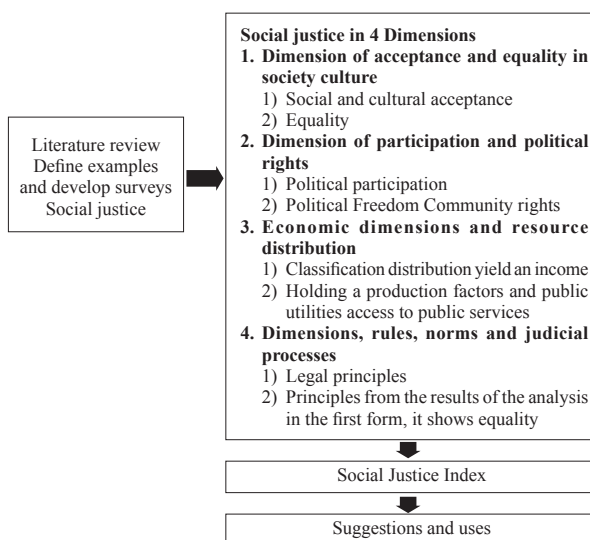 Literature review
Define examples
and develop surveys
Social justice
Social justice in 4 Dimensions
1. Dimension of acceptance and equality in
society culture
1) Social and cultural acceptance
2) Equality
2. Dimension of participation and political
rights
1) Political participation
2) Political Freedom Community rights
3. Economic dimensions and resource
distribution
1) Classification distribution yield an income
2) Holding a production factors and public
utilities access to public services
4. Dimensions, rules, norms and judicial
processes
1) Legal principles
2) Principles from the results of the analysis
in the first form, it shows equality
Social Justice Index
Suggestions and uses